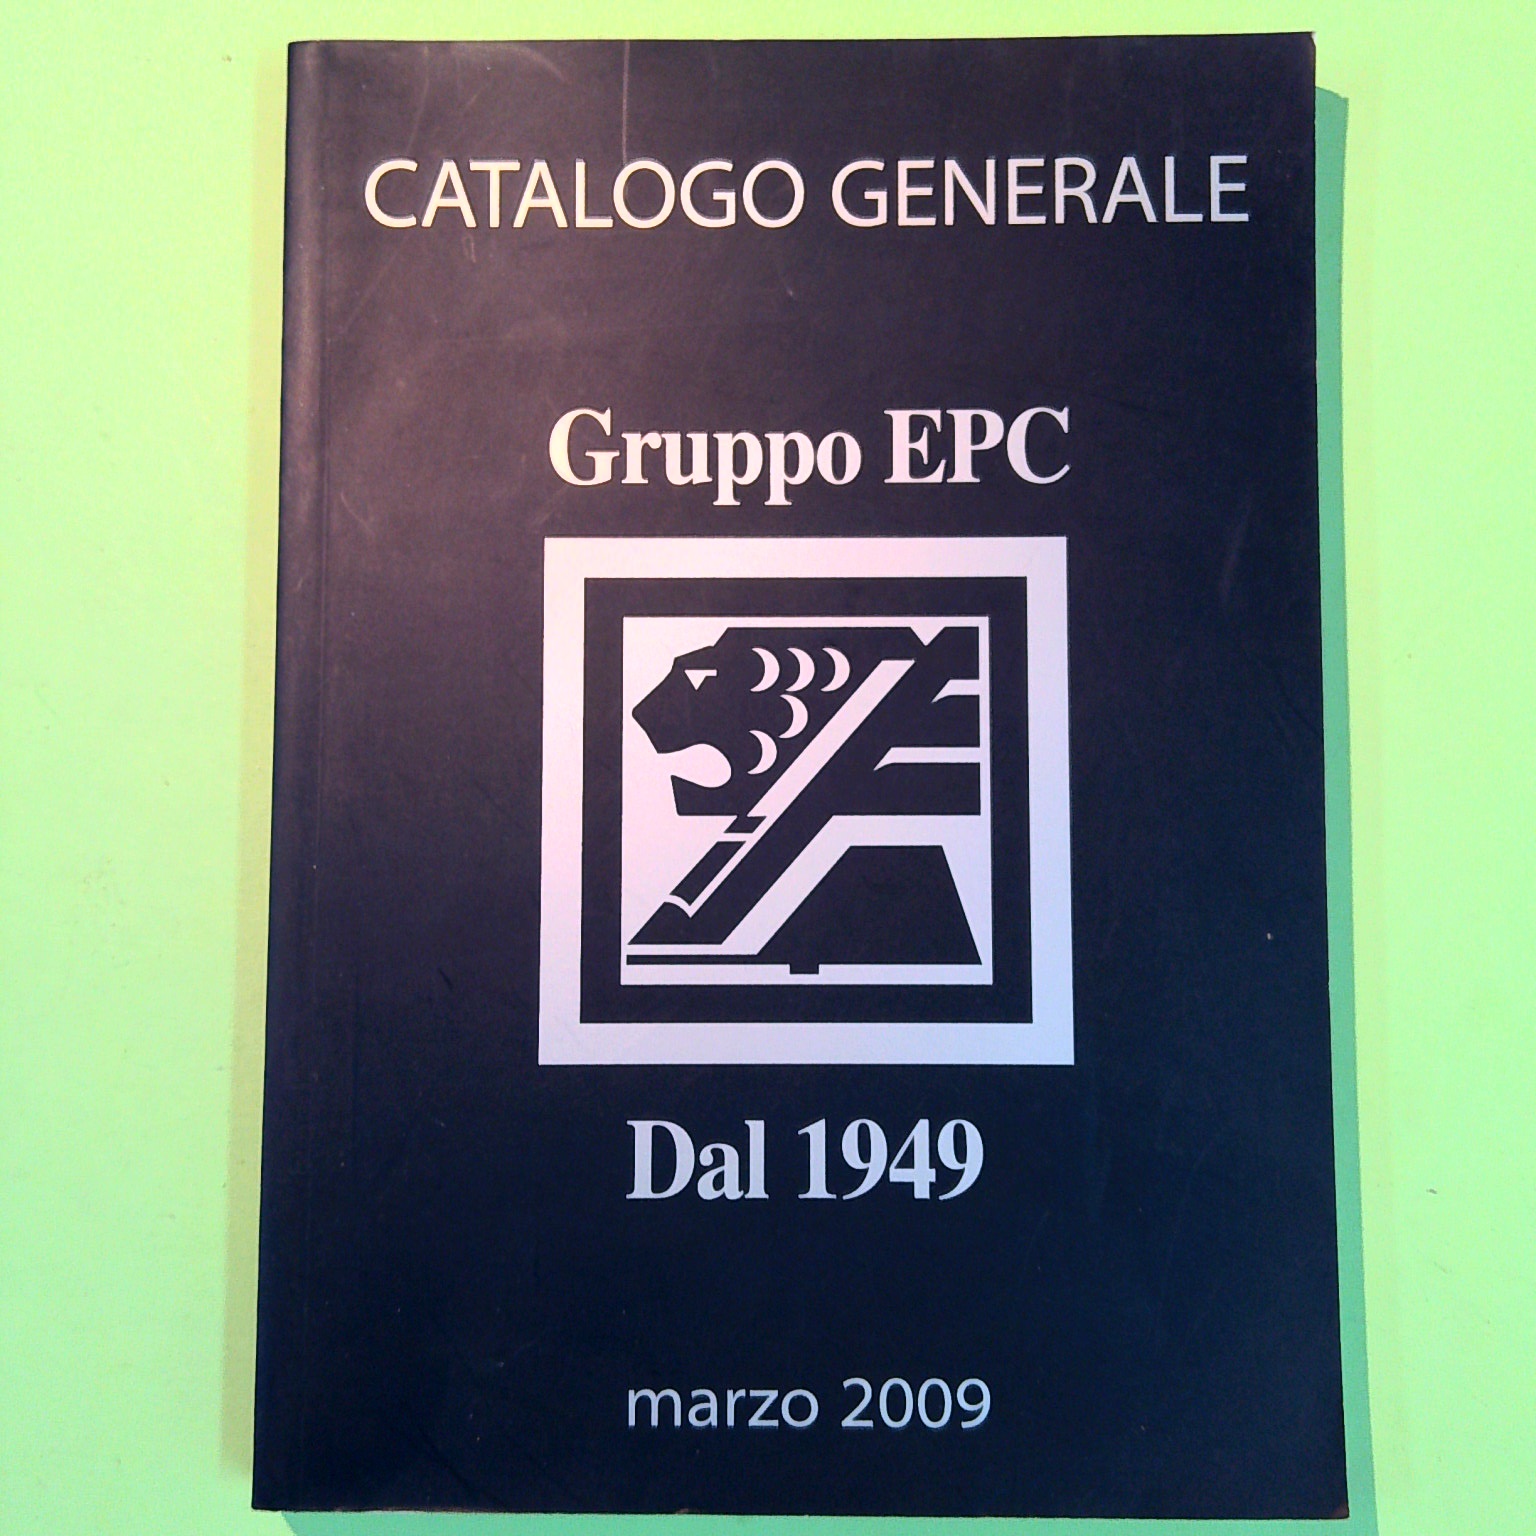 CATALOGO GENERALE
Gruppo EPC
Dal 1949
marzo 2009